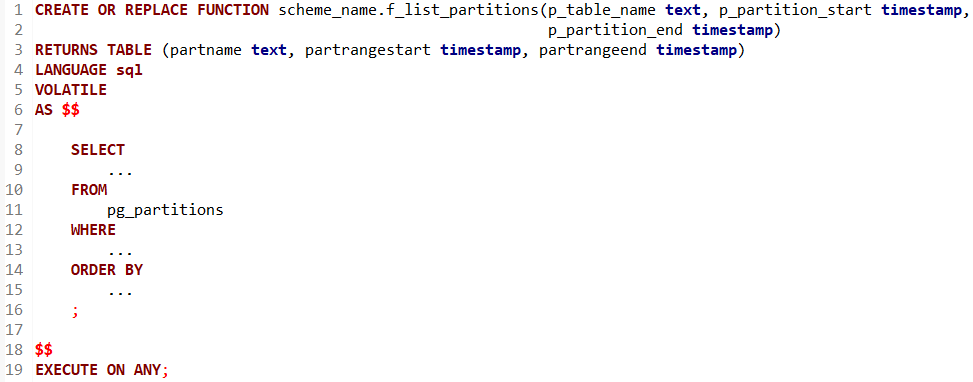 1 CREATE OR REPLACE FUNCTION scheme_name.f_list_partitions(p_table_name text, p_partition_start timestamp,
2 p_partition_end timestamp)
3 RETURNS TABLE (partname text, partrangestart timestamp, partrangeend timestamp)
4 LANGUAGE sql
5 VOLATILE
6 AS $$
7
8 SELECT
9 ...
10 FROM
11 pg_partitions
12 WHERE
13 ...
14 ORDER BY
15 ...
16 ;
17
18 $$
19 EXECUTE ON ANY;